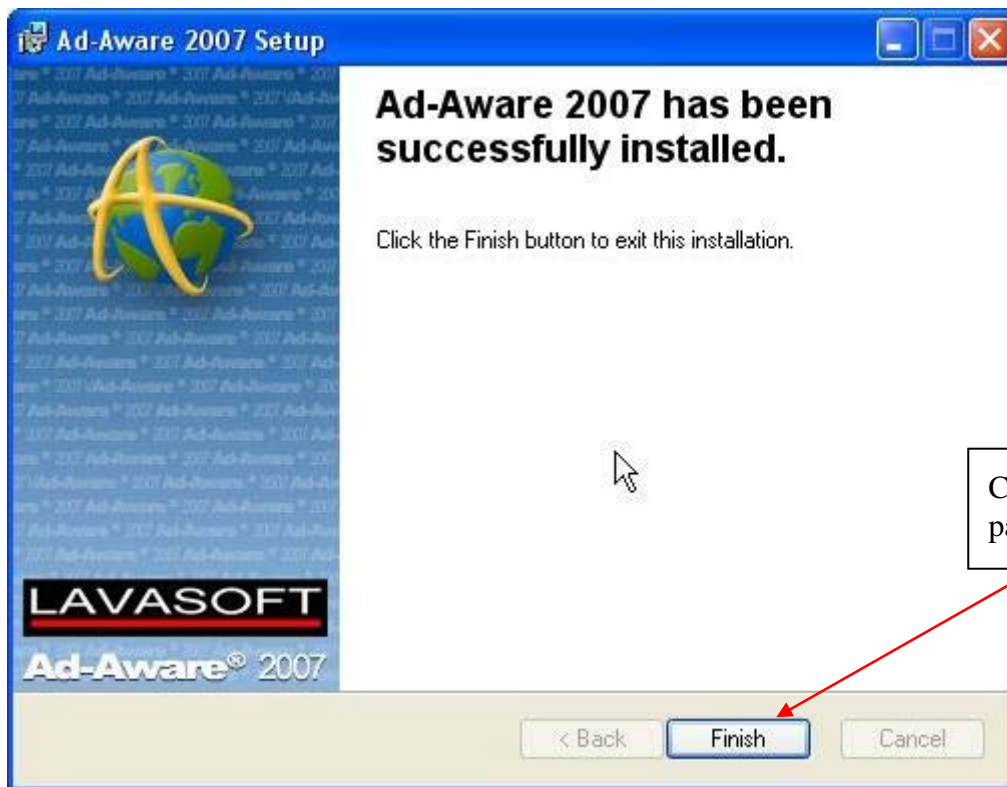 Ad-Aware 2007 Setup
Ad-Aware 2007 has been
successfully installed.
Click the Finish button to exit this installation.
LAVASOFT
Ad-Aware® 2007
< Back
Finish
Cancel